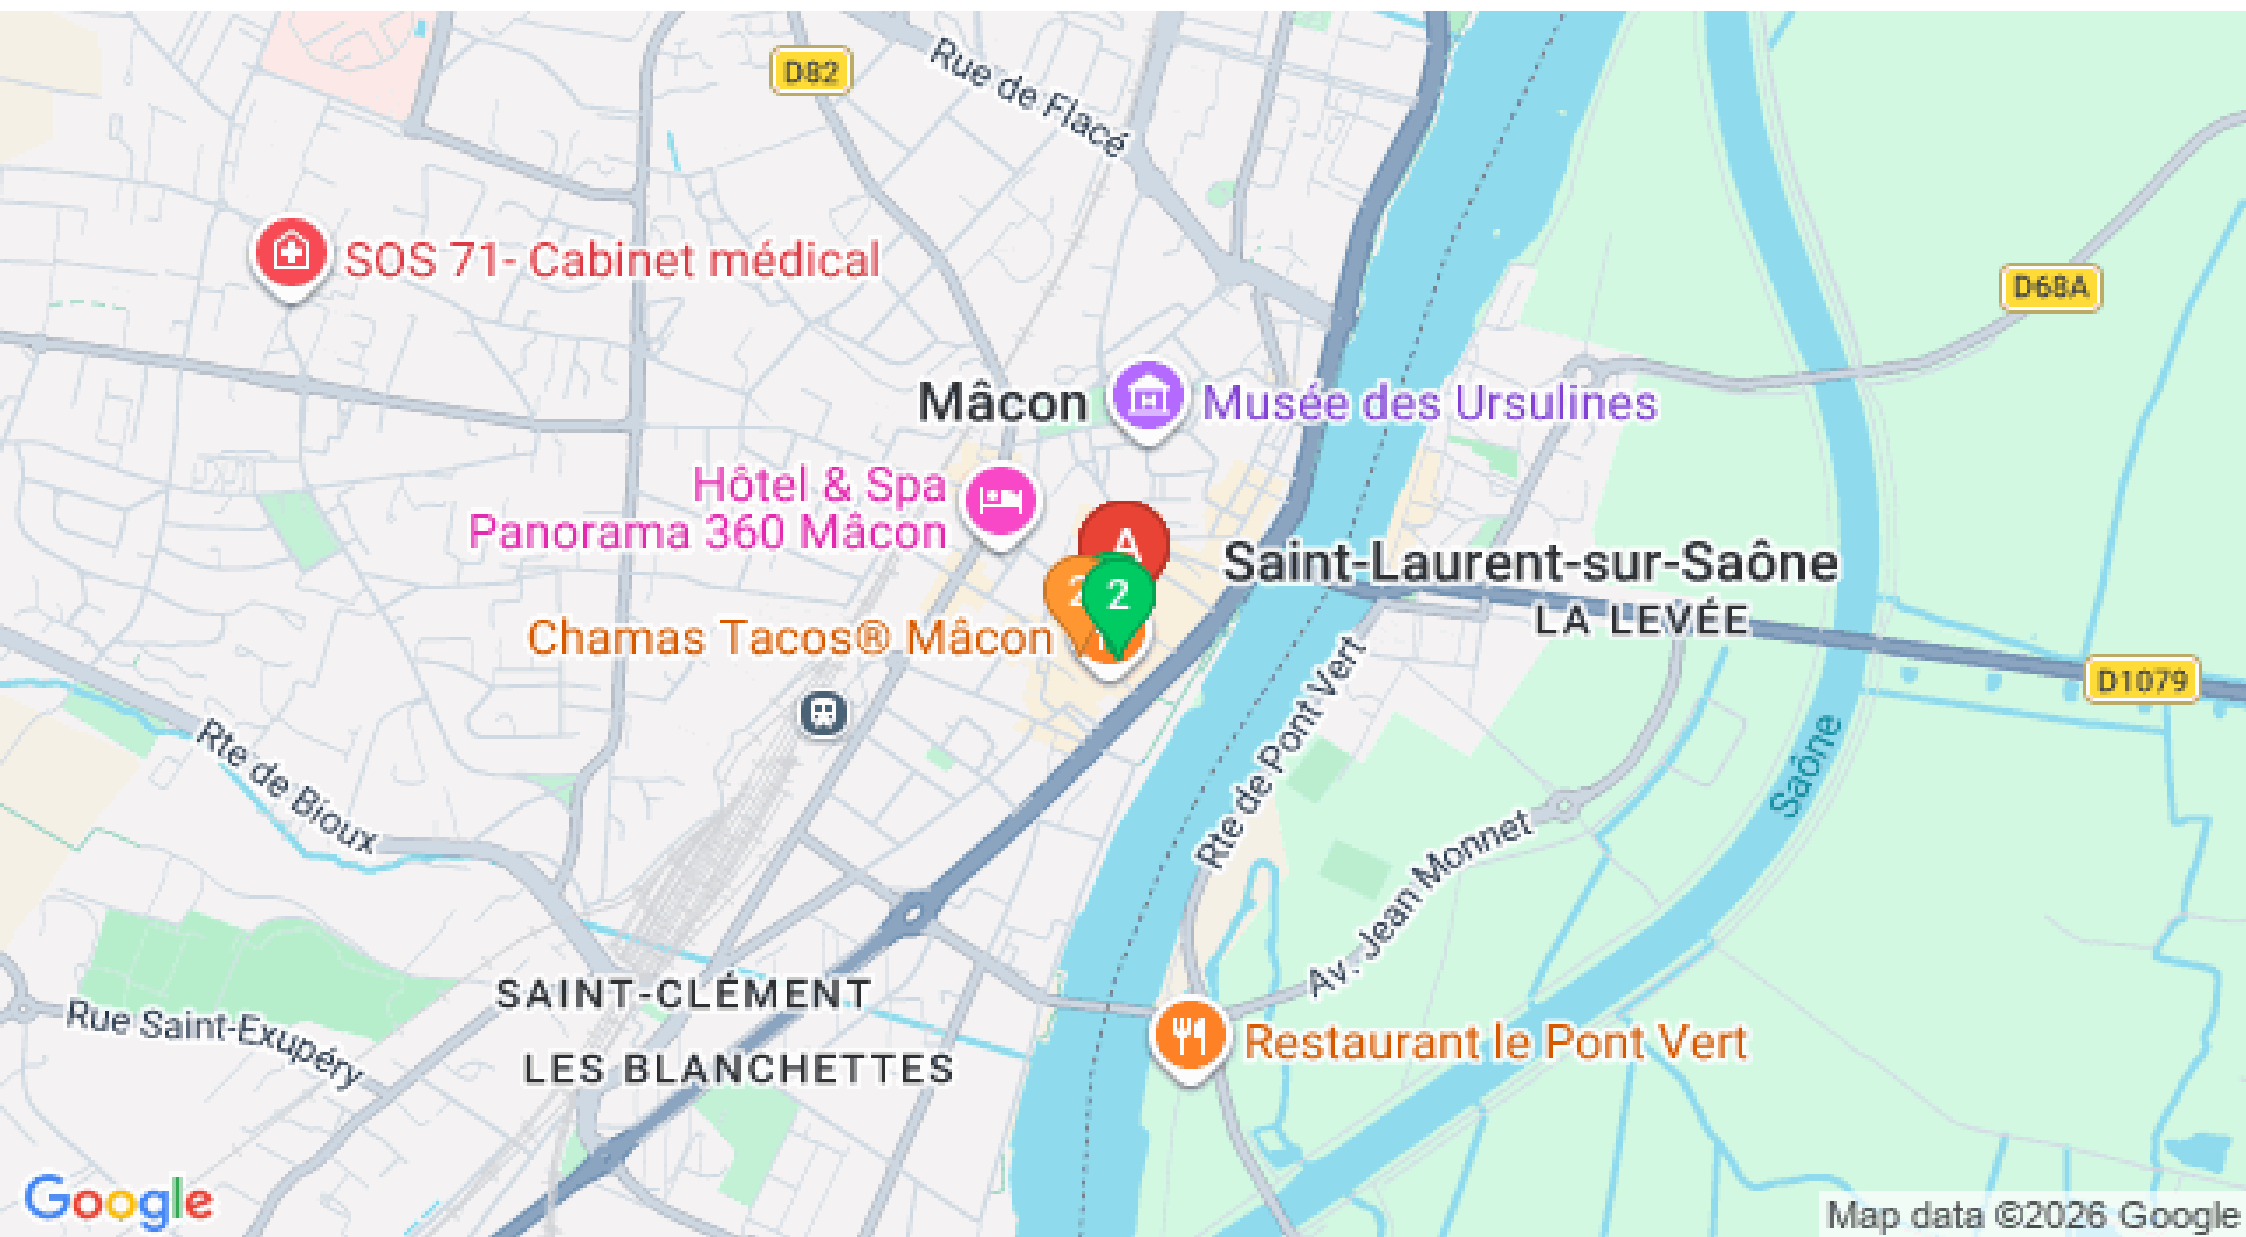 D82
Rue de Flacé
SOS 71- Cabinet médical
D68A
Mâcon
Musée des Ursulines
Hôtel & Spa
Panorama 360 Mâcon
A
2
2
Saint-Laurent-sur-Saône
LA LEVÉE
Chamas Tacos® Mâcon
D1079
Rte de Pont Vert
Saône
Rte de Bioux
Av. Jean Monnet
SAINT-CLÉMENT
Rue Saint-Exupéry
LES BLANCHETTES
Restaurant le Pont Vert
Google
Map data ©2026 Google